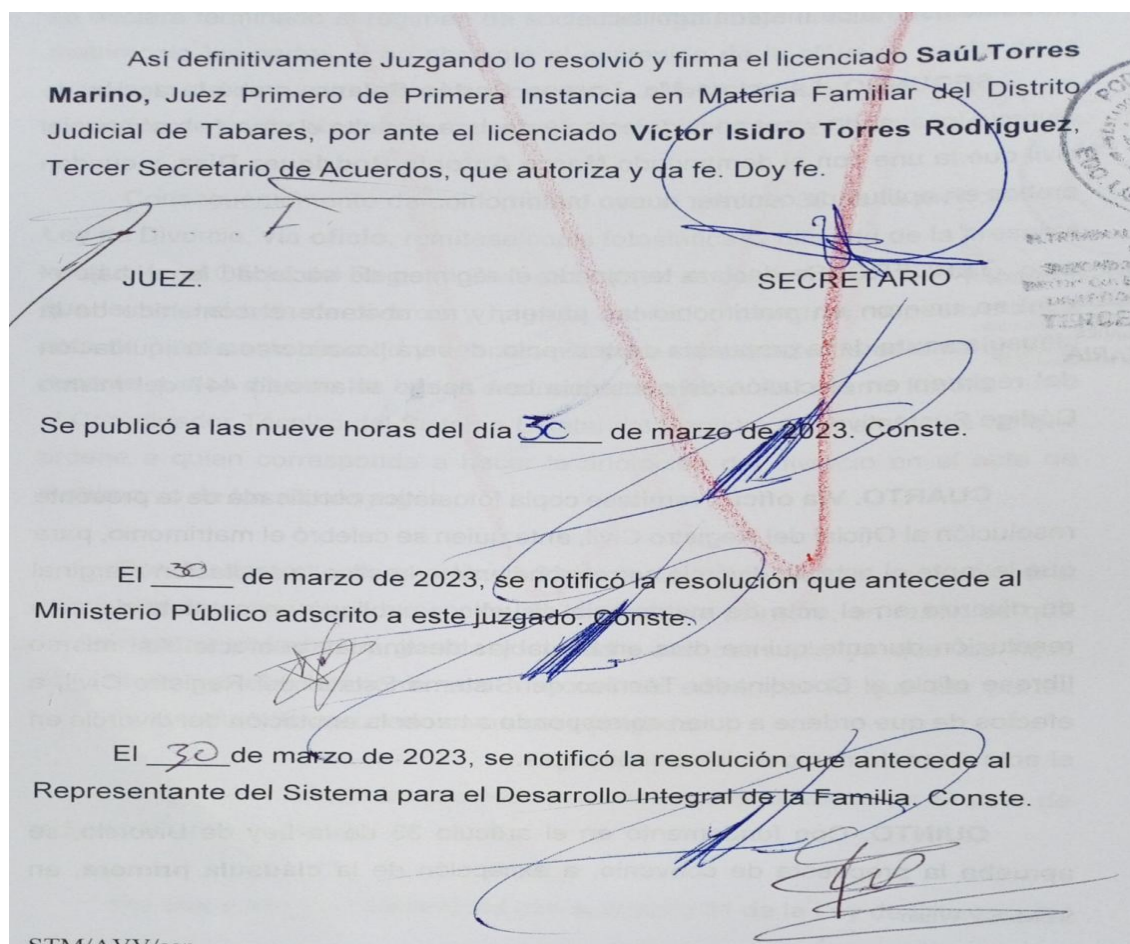 Así definitivamente Juzgando lo resolvió y firma el licenciado Saúl Torres
Marino, Juez Primero de Primera Instancia en Materia Familiar del Distrito
Judicial de Tabares, por ante el licenciado Víctor Isidro Torres Rodríguez,
Tercer Secretario de Acuerdos, que autoriza y da fe. Doy fe.
JUEZ. SECRETARIO
Se publicó a las nueve horas del día 30 de marzo de 2023. Conste.
El 30 de marzo de 2023, se notificó la resolución que antecede al
Ministerio Público adscrito a este juzgado. Conste.
El 30 de marzo de 2023, se notificó la resolución que antecede al
Representante del Sistema para el Desarrollo Integral de la Familia. Conste.